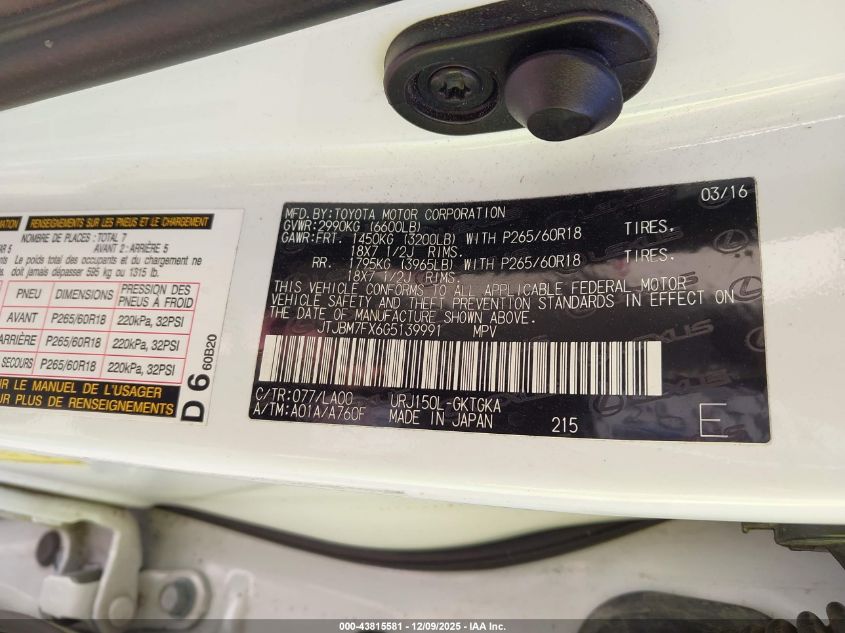 MATION
RENSEIGNEMENTS SUR LES PNEUS ET LE CHARGEMENT
NOMBRE DE PLACES : TOTAL 7
AR 5
AVANT 2 : ARRIÈRE 5
Le poids total des occupants et du chargement ne
doit jamais dépasser 595 kg ou 1315 lb.
PNEU DIMENSIONS PRESSION DES PNEUS À FROID
AVANT P265/60R18 220kPa, 32PSI
ARRIÈRE P265/60R18 220kPa, 32PSI
SECOURS P265/60R18 220kPa, 32PSI
IR LE MANUEL DE L'USAGER
UR PLUS DE RENSEIGNEMENTS
D 6 60B20
03/16
MFD. BY: TOYOTA MOTOR CORPORATION
GVWR: 2990KG (6600LB)
GAWR: FRT. 1450KG (3200LB) WITH P265/60R18 TIRES.
18X7 1/2J RIMS.
RR. 1795KG (3965LB) WITH P265/60R18 TIRES.
18X7 1/2J RIMS.
THIS VEHICLE CONFORMS TO ALL APPLICABLE FEDERAL MOTOR
VEHICLE SAFETY AND THEFT PREVENTION STANDARDS IN EFFECT ON
THE DATE OF MANUFACTURE SHOWN ABOVE.
JTJBM7FX6G5139991 MPV
C/TR: 077/LA00 URJ150L-GKTGKA
A/TM: A01A/A760F MADE IN JAPAN 215 E
000-43815581 | 12/09/2025 - IAA Inc.